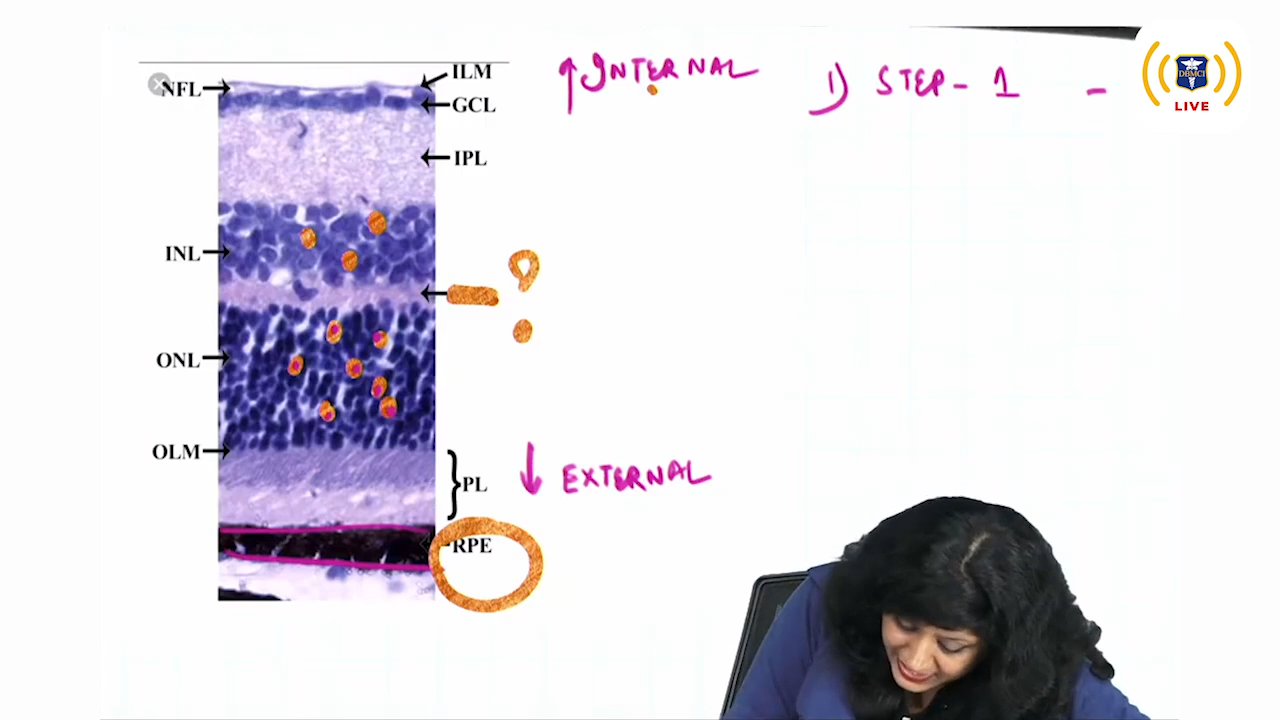 NFL
ILM
GCL
IPL
INL
?
ONL
OLM
PL
RPE
↑ INTERNAL
↓ EXTERNAL
1) STEP - 1 -
DBMCI
LIVE